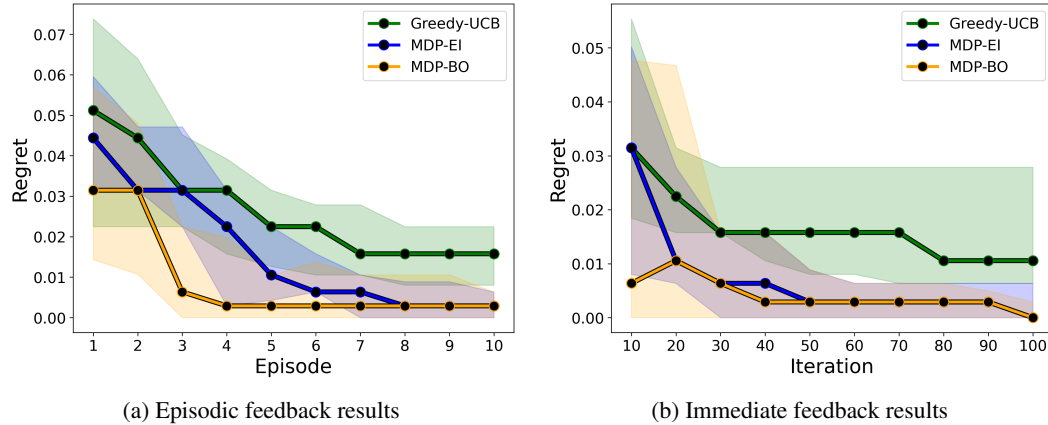 Greedy-UCB
MDP-EI
MDP-BO
Regret
0.07
0.06
0.05
0.04
0.03
0.02
0.01
0.00
1 2 3 4 5 6 7 8 9 10
Episode
(a) Episodic feedback results
Greedy-UCB
MDP-EI
MDP-BO
Regret
0.05
0.04
0.03
0.02
0.01
0.00
10 20 30 40 50 60 70 80 90 100
Iteration
(b) Immediate feedback results